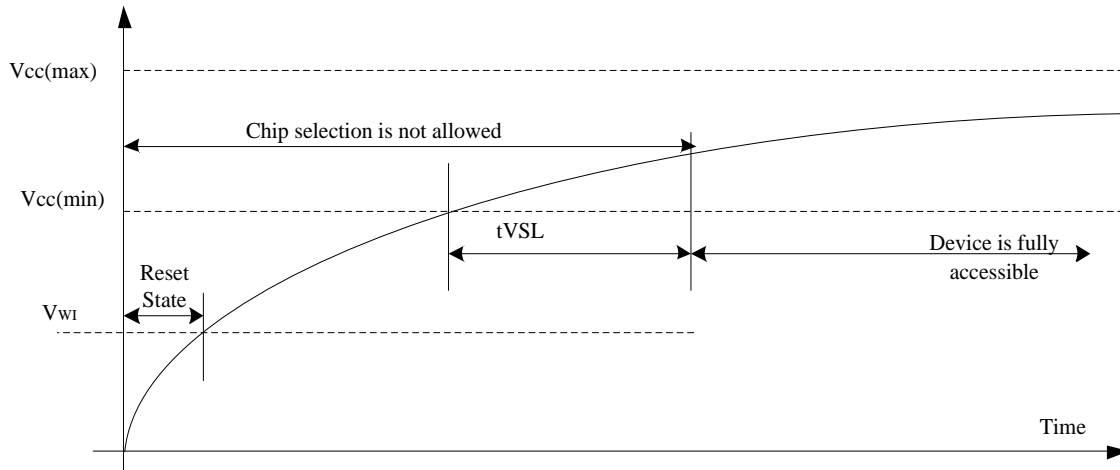 Vcc(max)
Chip selection is not allowed
Vcc(min)
tVSL
Device is fully
accessible
Reset
State
VWI
Time